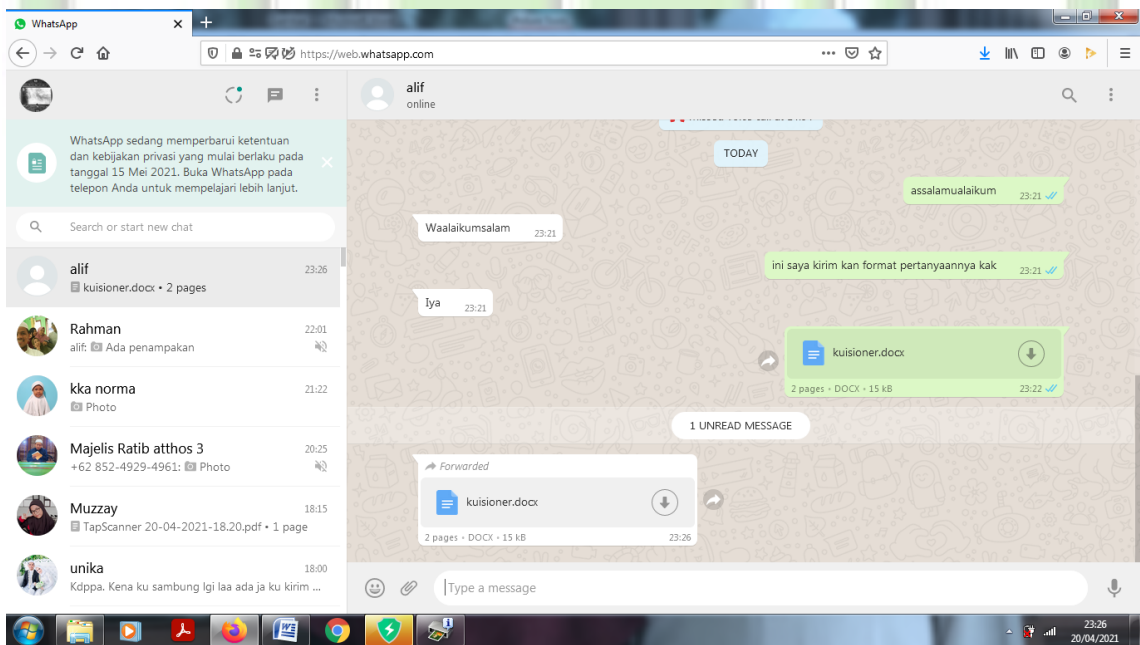 WhatsApp
https://web.whatsapp.com
WhatsApp sedang memperbarui ketentuan
dan kebijakan privasi yang mulai berlaku pada
tanggal 15 Mei 2021. Buka WhatsApp pada
telepon Anda untuk mempelajari lebih lanjut.
Search or start new chat
alif 23:26
kuisioner.docx • 2 pages
Rahman 22:01
alif: Ada penampakan
kka norma 21:22
Photo
Majelis Ratib atthos 3 20:25
+62 852-4929-4961: Photo
Muzzay 18:15
TapScanner 20-04-2021-18.20.pdf • 1 page
unika 18:00
Kdppa. Kena ku sambung lgi laa ada ja ku kirim ...
alif
online
TODAY
assalamualaikum 23:21
Waalaikumsalam 23:21
ini saya kirim kan format pertanyaannya kak 23:21
Iya 23:21
kuisioner.docx
2 pages • DOCX • 15 kB 23:22
1 UNREAD MESSAGE
Forwarded
kuisioner.docx
2 pages • DOCX • 15 kB 23:26
Type a message
23:26
20/04/2021